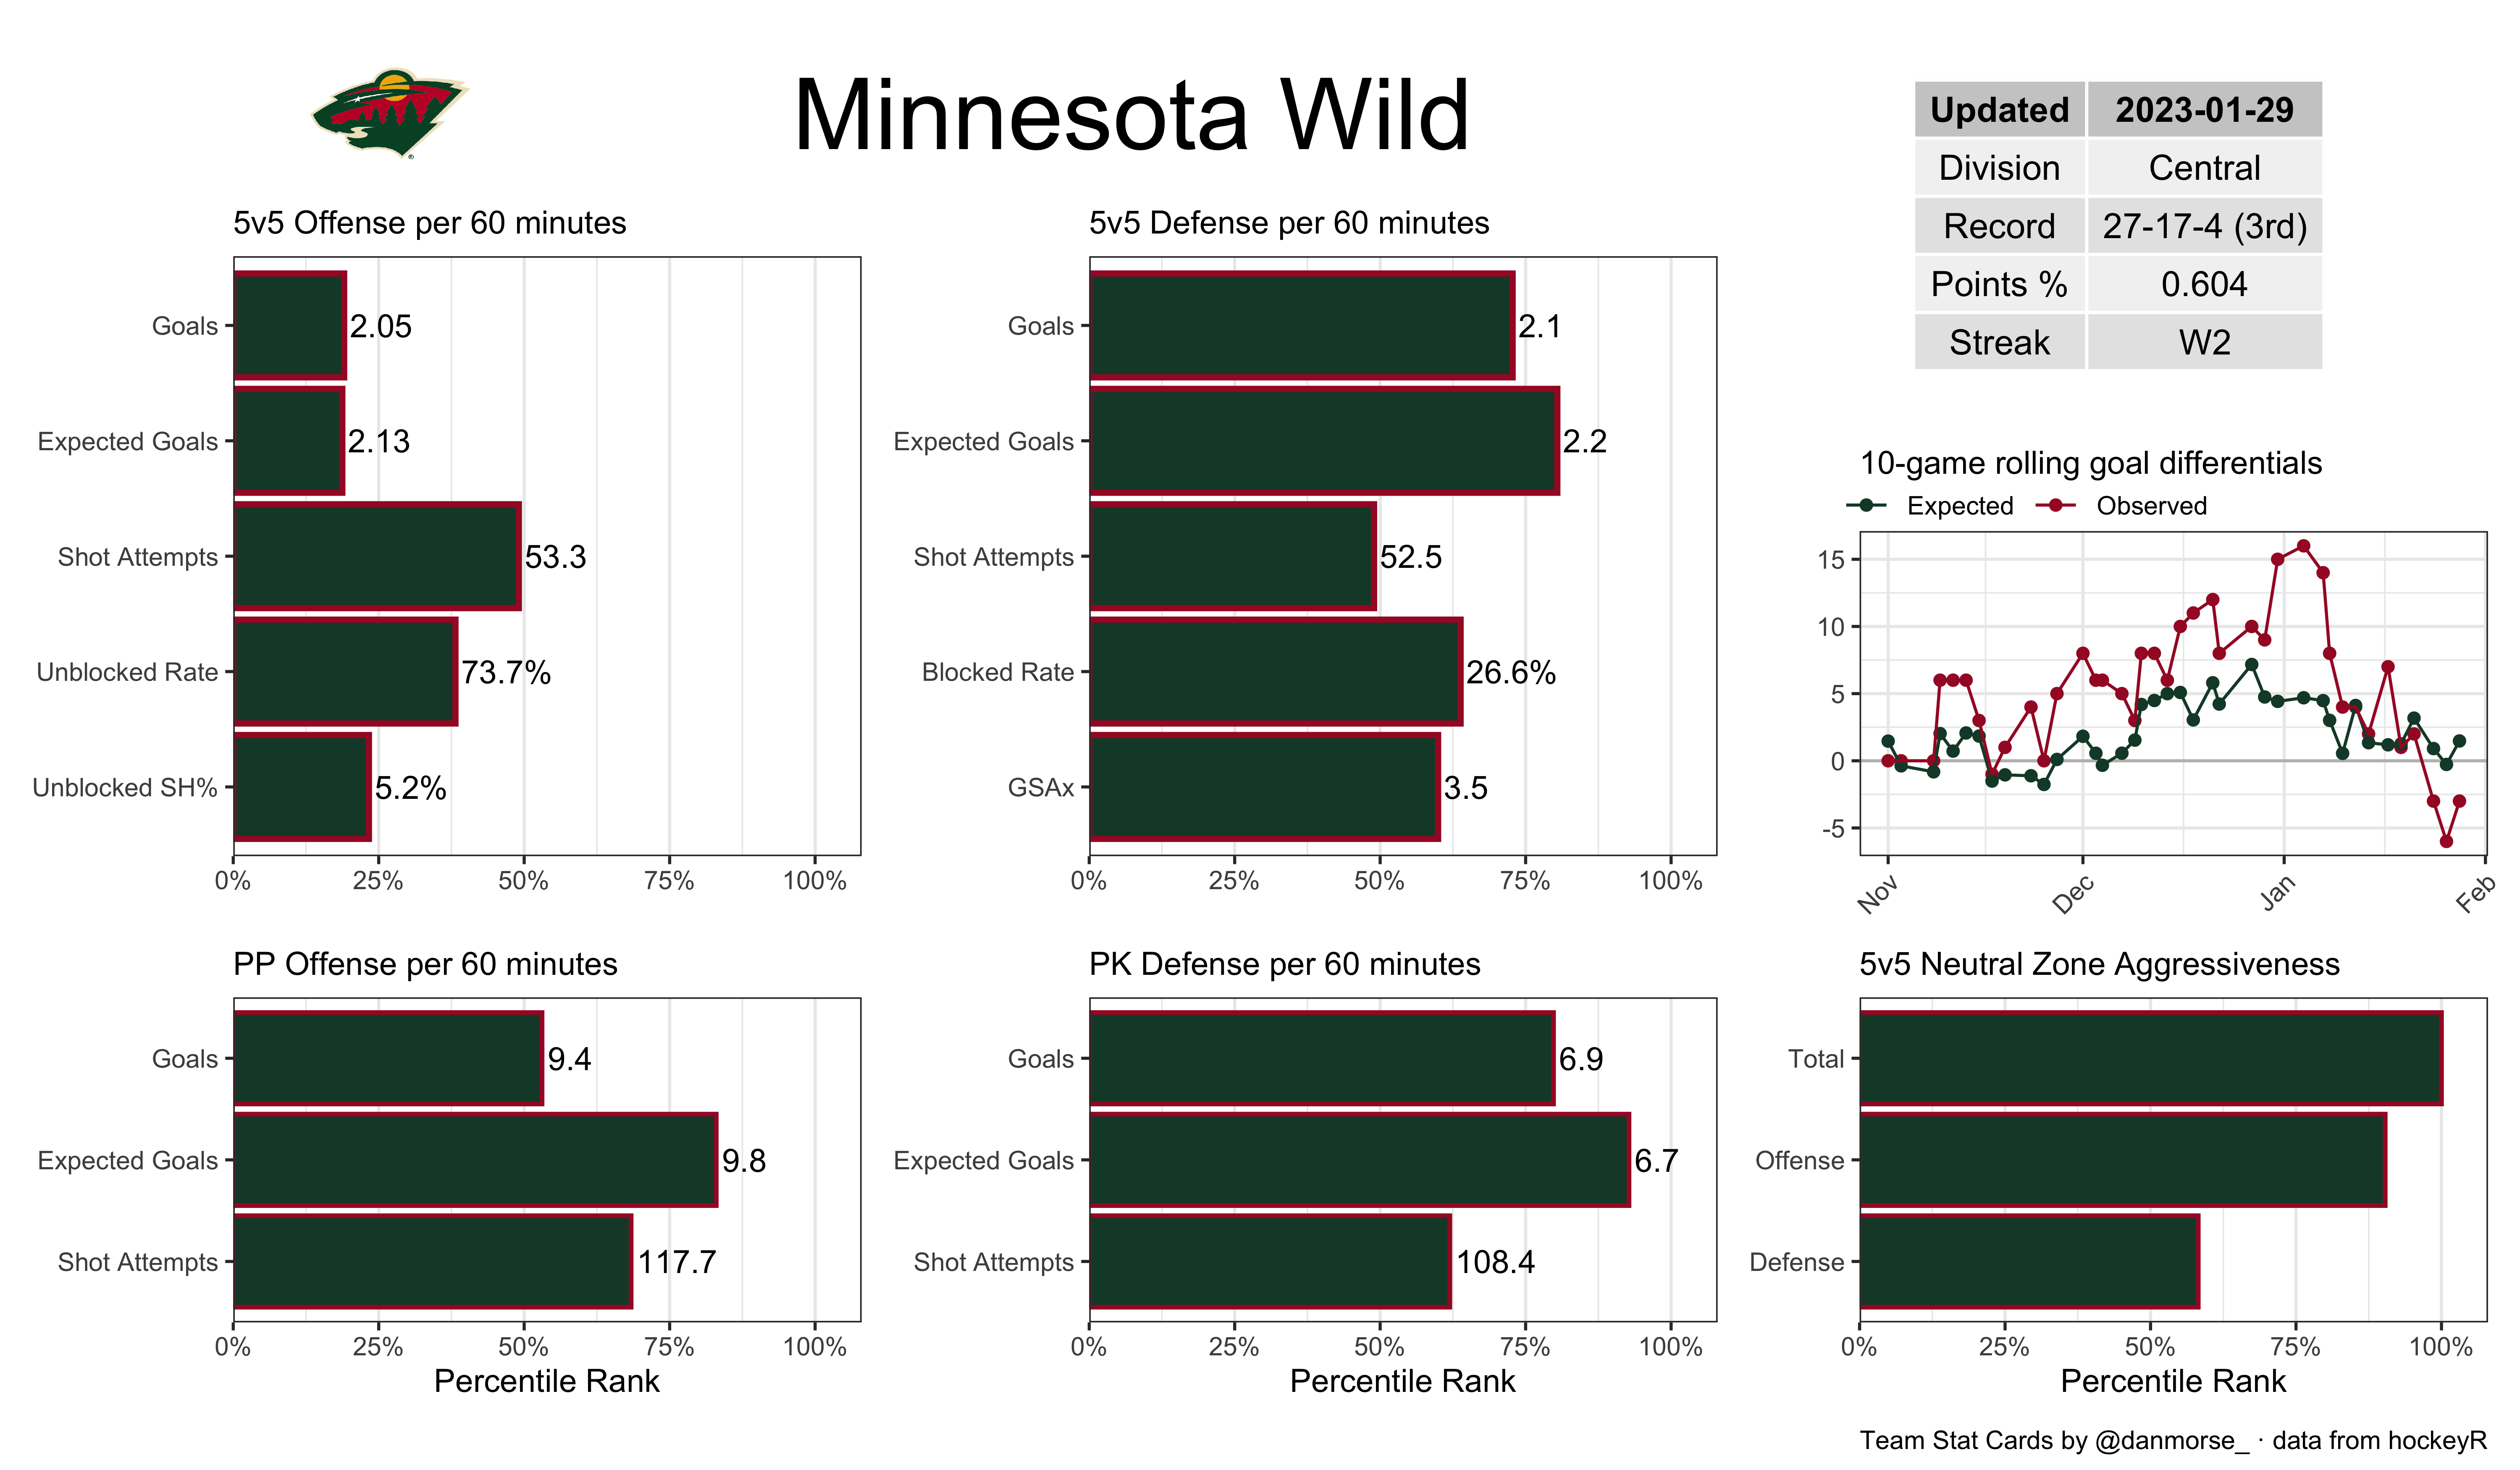 Minnesota Wild
Updated 2023-01-29
Division Central
Record 27-17-4 (3rd)
Points % 0.604
Streak W2
5v5 Offense per 60 minutes
Goals 2.05
Expected Goals 2.13
Shot Attempts 53.3
Unblocked Rate 73.7%
Unblocked SH% 5.2%
0% 25% 50% 75% 100%
5v5 Defense per 60 minutes
Goals 2.1
Expected Goals 2.2
Shot Attempts 52.5
Blocked Rate 26.6%
GSAx 3.5
0% 25% 50% 75% 100%
10-game rolling goal differentials
Expected Observed
15
10
5
0
-5
Nov Dec Jan Feb
PP Offense per 60 minutes
Goals 9.4
Expected Goals 9.8
Shot Attempts 117.7
0% 25% 50% 75% 100%
Percentile Rank
PK Defense per 60 minutes
Goals 6.9
Expected Goals 6.7
Shot Attempts 108.4
0% 25% 50% 75% 100%
Percentile Rank
5v5 Neutral Zone Aggressiveness
Total
Offense
Defense
0% 25% 50% 75% 100%
Percentile Rank
Team Stat Cards by @danmorse_ · data from hockeyR